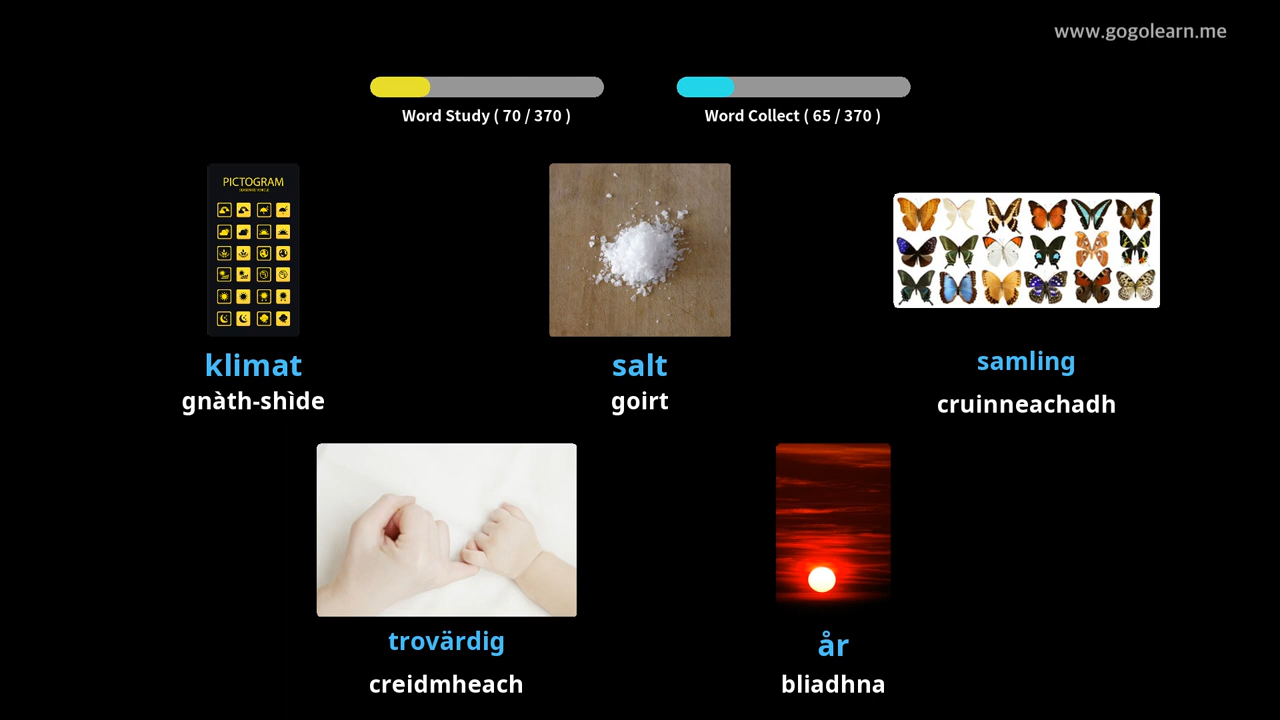 www.gogolearn.me
Word Study ( 70 / 370 )
Word Collect ( 65 / 370 )
PICTOGRAM
klimat
gnàth-shìde
salt
goirt
samling
cruinneachadh
trovärdig
creidmheach
år
bliadhna